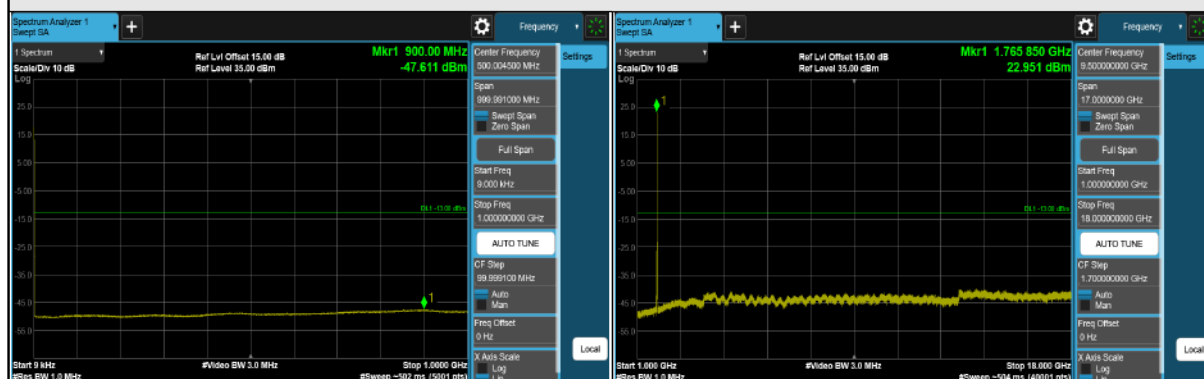 Spectrum Analyzer 1
Swept SA
+
Frequency
1 Spectrum
Scale/Div 10 dB
Log
Ref Lvl Offset 15.00 dB
Ref Level 35.00 dBm
Mkr1 900.00 MHz
-47.611 dBm
25.0
15.0
5.00
-5.00
-15.0
-25.0
-35.0
-45.0
-55.0
1
DL1 -13.00 dBm
Start 9 kHz
#Res BW 1.0 MHz
#Video BW 3.0 MHz
Stop 1.0000 GHz
#Sweep ~502 ms (5001 pts)
Center Frequency
500.004500 MHz
Settings
Span
999.991000 MHz
Swept Span
Zero Span
Full Span
Start Freq
9.000 kHz
Stop Freq
1.000000000 GHz
AUTO TUNE
CF Step
99.999100 MHz
Auto
Man
Freq Offset
0 Hz
X Axis Scale
Log
Lin
Local
Spectrum Analyzer 1
Swept SA
+
Frequency
1 Spectrum
Scale/Div 10 dB
Log
Ref Lvl Offset 15.00 dB
Ref Level 35.00 dBm
Mkr1 1.765 850 GHz
22.951 dBm
25.0
15.0
5.00
-5.00
-15.0
-25.0
-35.0
-45.0
-55.0
1
DL1 -13.00 dBm
Start 1.000 GHz
#Res BW 1.0 MHz
#Video BW 3.0 MHz
Stop 18.000 GHz
#Sweep ~504 ms (40001 pts)
Center Frequency
9.500000000 GHz
Settings
Span
17.0000000 GHz
Swept Span
Zero Span
Full Span
Start Freq
1.000000000 GHz
Stop Freq
18.000000000 GHz
AUTO TUNE
CF Step
1.700000000 GHz
Auto
Man
Freq Offset
0 Hz
X Axis Scale
Log
Lin
Local